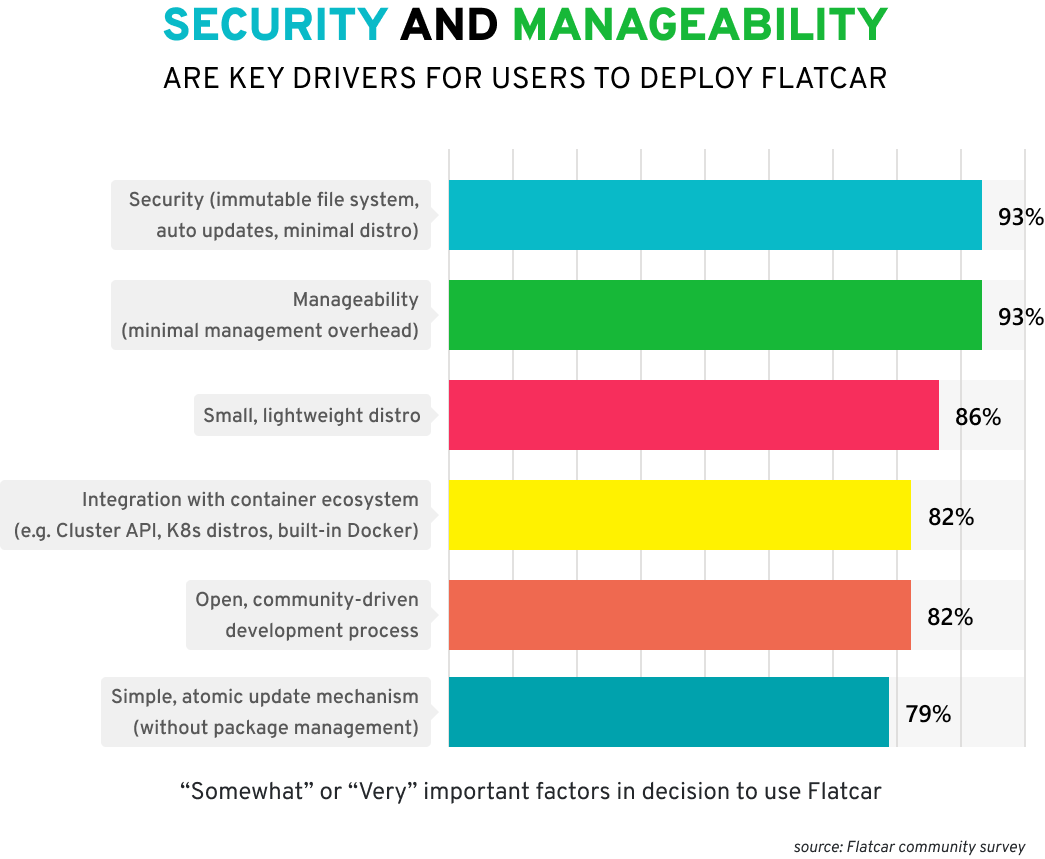 SECURITY AND MANAGEABILITY
ARE KEY DRIVERS FOR USERS TO DEPLOY FLATCAR
Security (immutable file system,
auto updates, minimal distro)
93%
Manageability
(minimal management overhead)
93%
Small, lightweight distro
86%
Integration with container ecosystem
(e.g. Cluster API, K8s distros, built-in Docker)
82%
Open, community-driven
development process
82%
Simple, atomic update mechanism
(without package management)
79%
“Somewhat” or “Very” important factors in decision to use Flatcar
source: Flatcar community survey